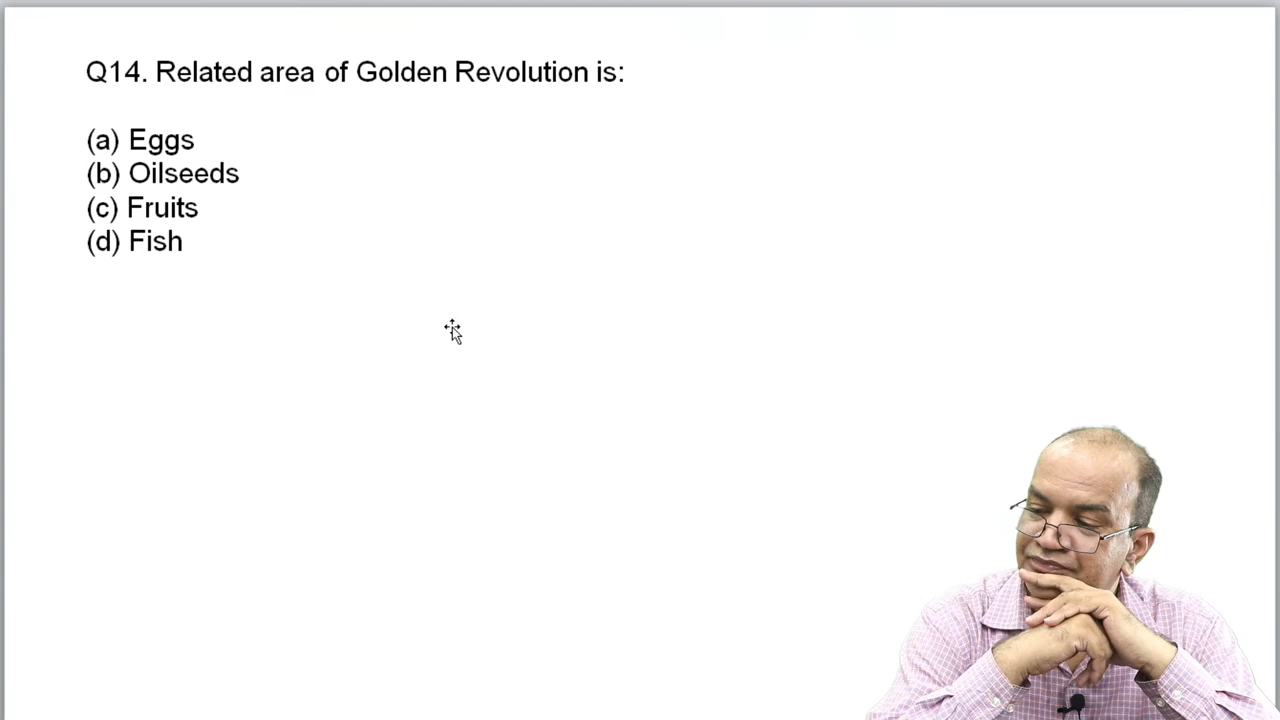 Q14. Related area of Golden Revolution is:
(a) Eggs
(b) Oilseeds
(c) Fruits
(d) Fish